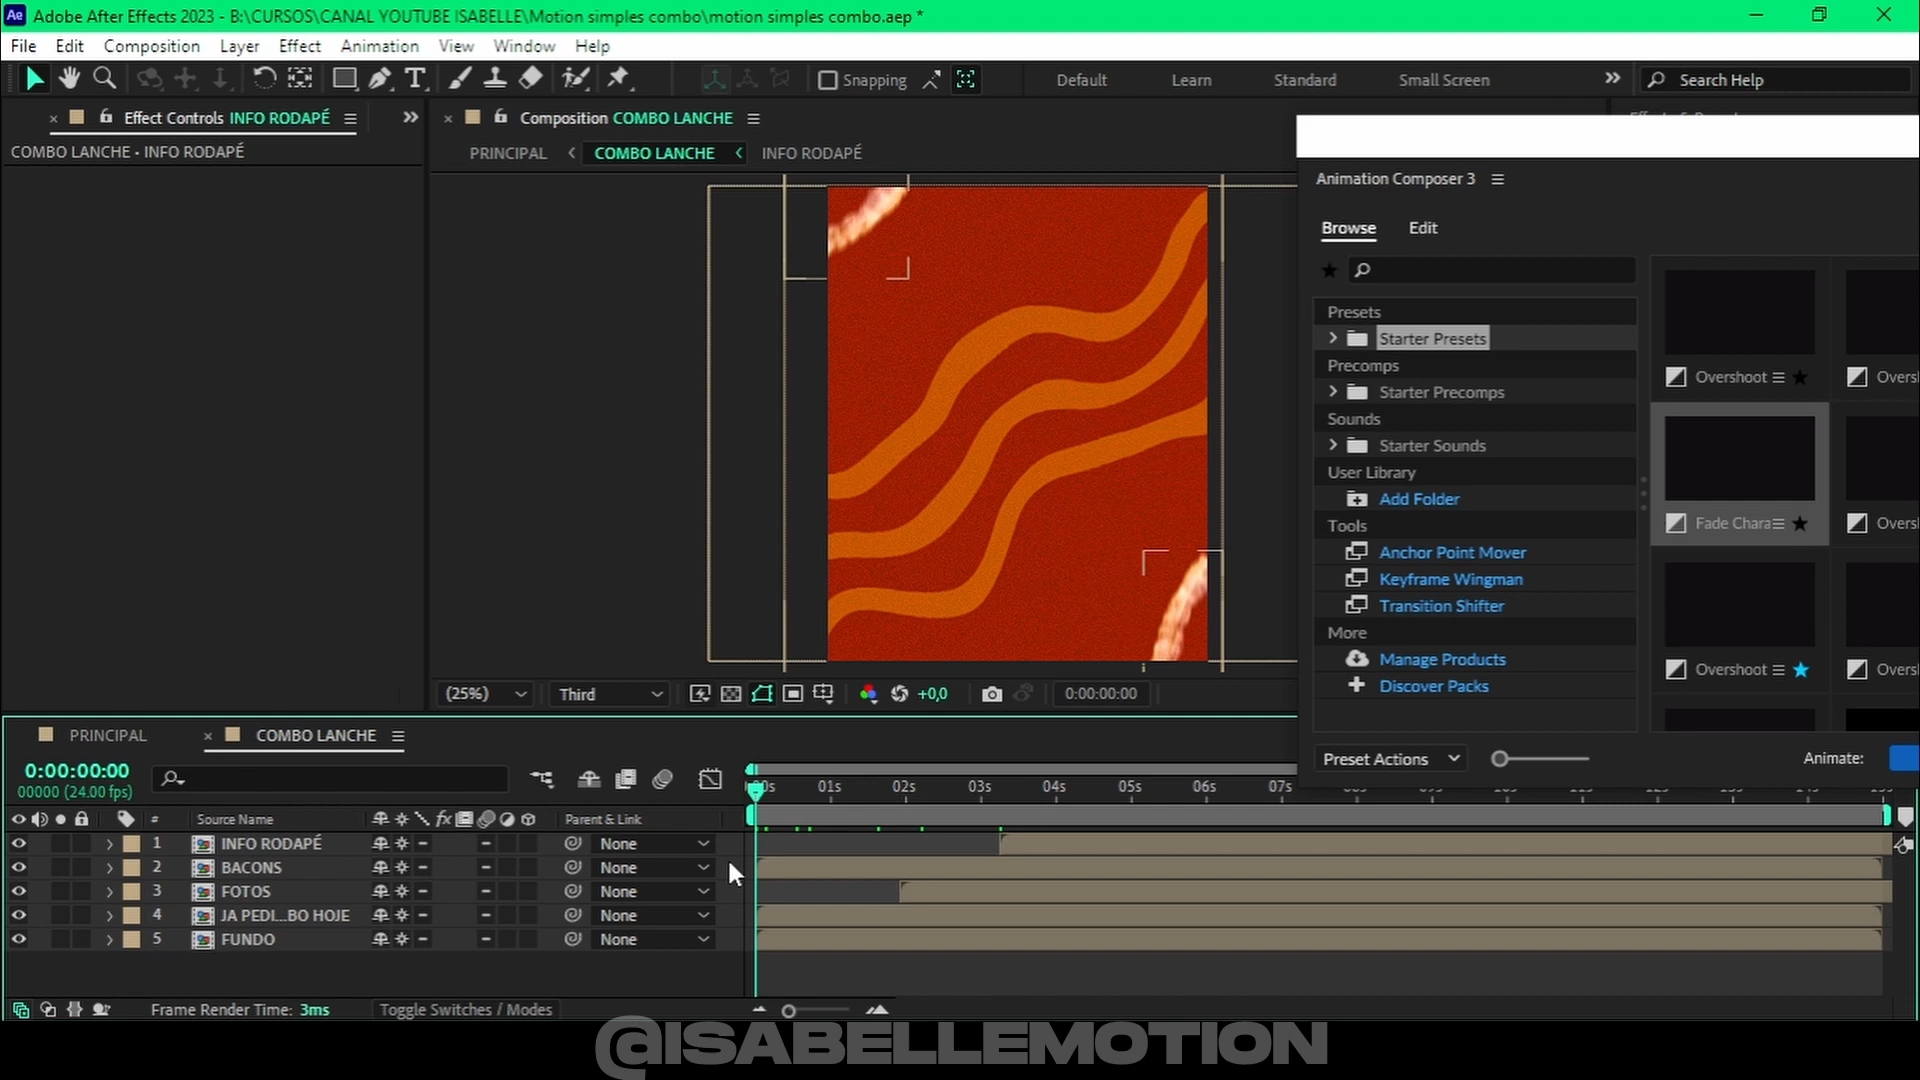 Adobe After Effects 2023 - B:\CURSOS\CANAL YOUTUBE ISABELLE\Motion simples combo\motion simples combo.aep *
File Edit Composition Layer Effect Animation View Window Help
Snapping Default Learn Standard Small Screen Search Help
Effect Controls INFO RODAPÉ
Composition COMBO LANCHE
COMBO LANCHE • INFO RODAPÉ
PRINCIPAL COMBO LANCHE INFO RODAPÉ
Animation Composer 3
Browse Edit
Presets
Starter Presets
Precomps
Starter Precomps
Sounds
Starter Sounds
User Library
Add Folder
Tools
Anchor Point Mover
Keyframe Wingman
Transition Shifter
More
Manage Products
Discover Packs
Overshoot Overs
Fade Chara Overs
Overshoot Overs
Preset Actions Animate:
(25%) Third +0,0 0:00:00:00
PRINCIPAL COMBO LANCHE
0:00:00:00
00000 (24.00 fps)
01s 02s 03s 04s 05s 06s 07s
# Source Name Parent & Link
1 INFO RODAPÉ None
2 BACONS None
3 FOTOS None
4 JA PEDI...BO HOJE None
5 FUNDO None
Frame Render Time: 3ms Toggle Switches / Modes
@ISABELLEMOTION